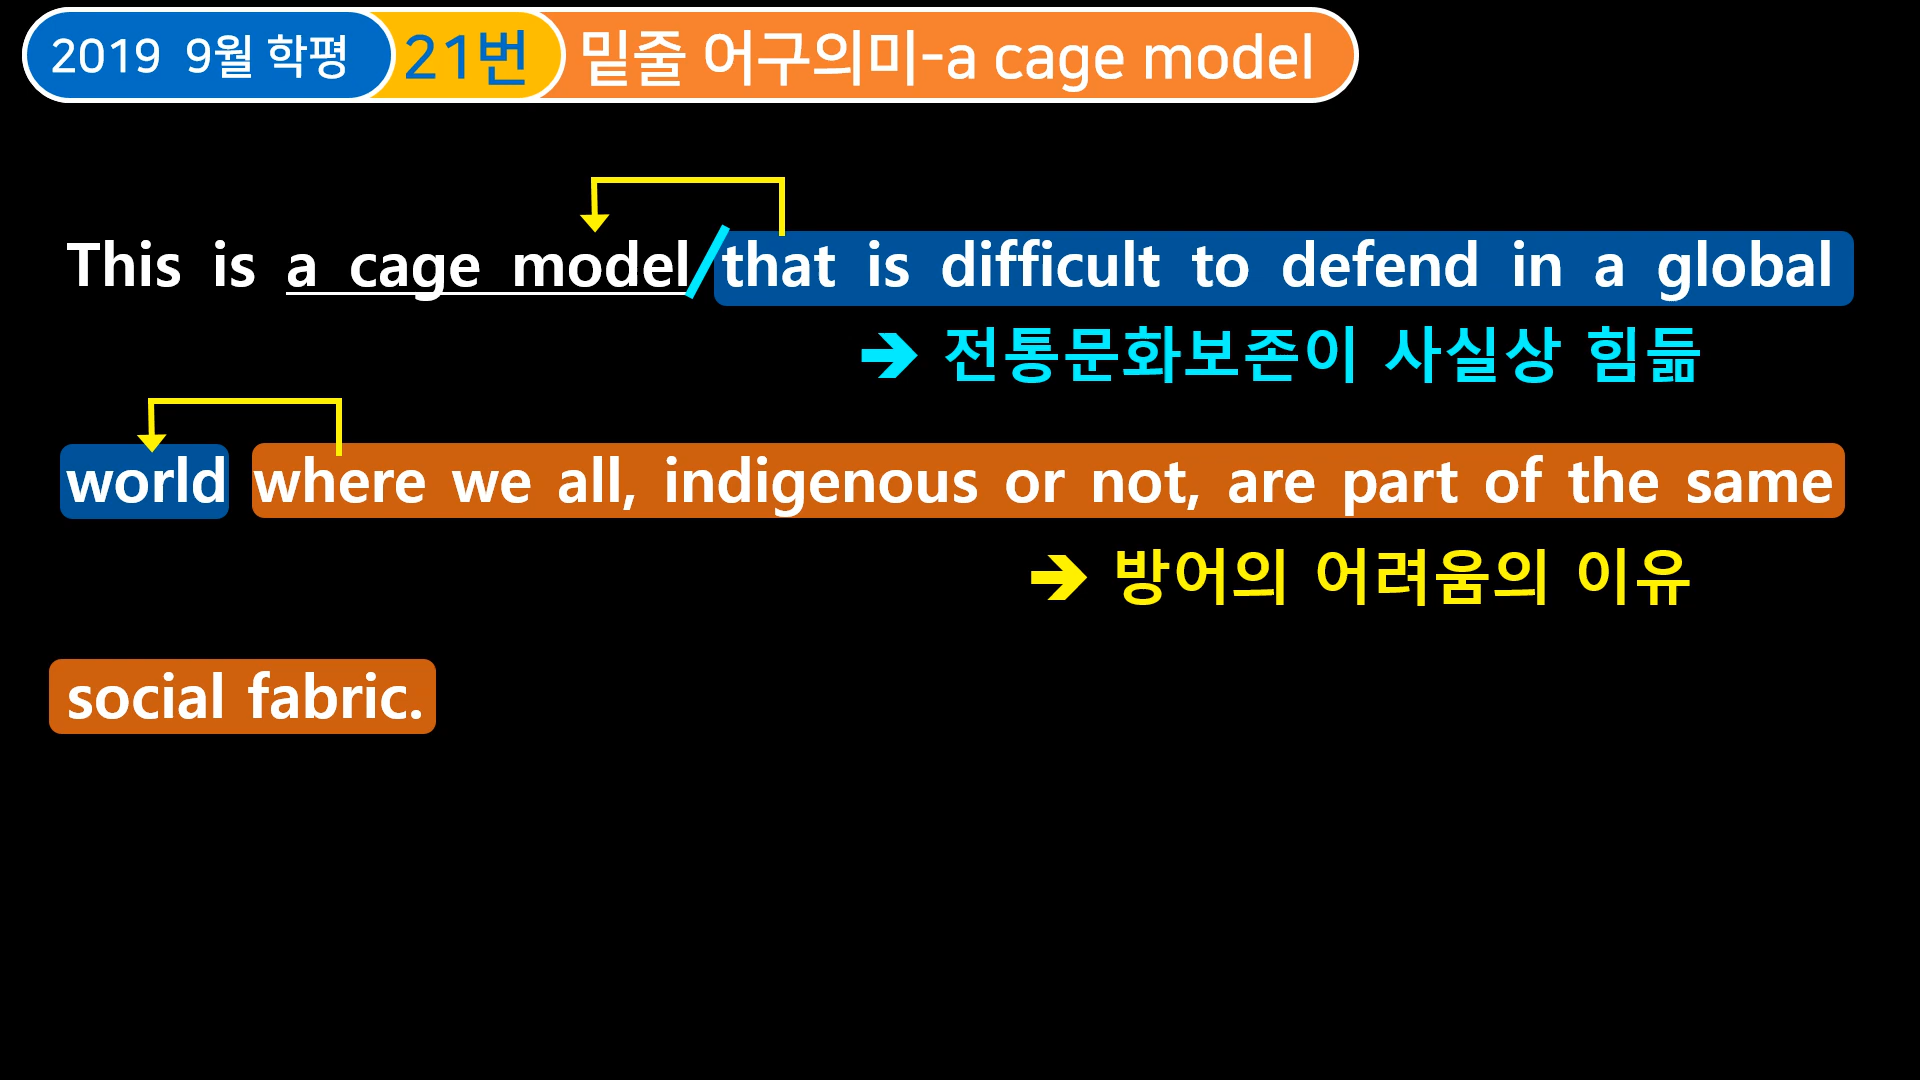 2019 9월 학평 21번 밑줄 어구의미-a cage model
This is a cage model/that is difficult to defend in a global
➔ 전통문화보존이 사실상 힘듦
world where we all, indigenous or not, are part of the same
➔ 방어의 어려움의 이유
social fabric.